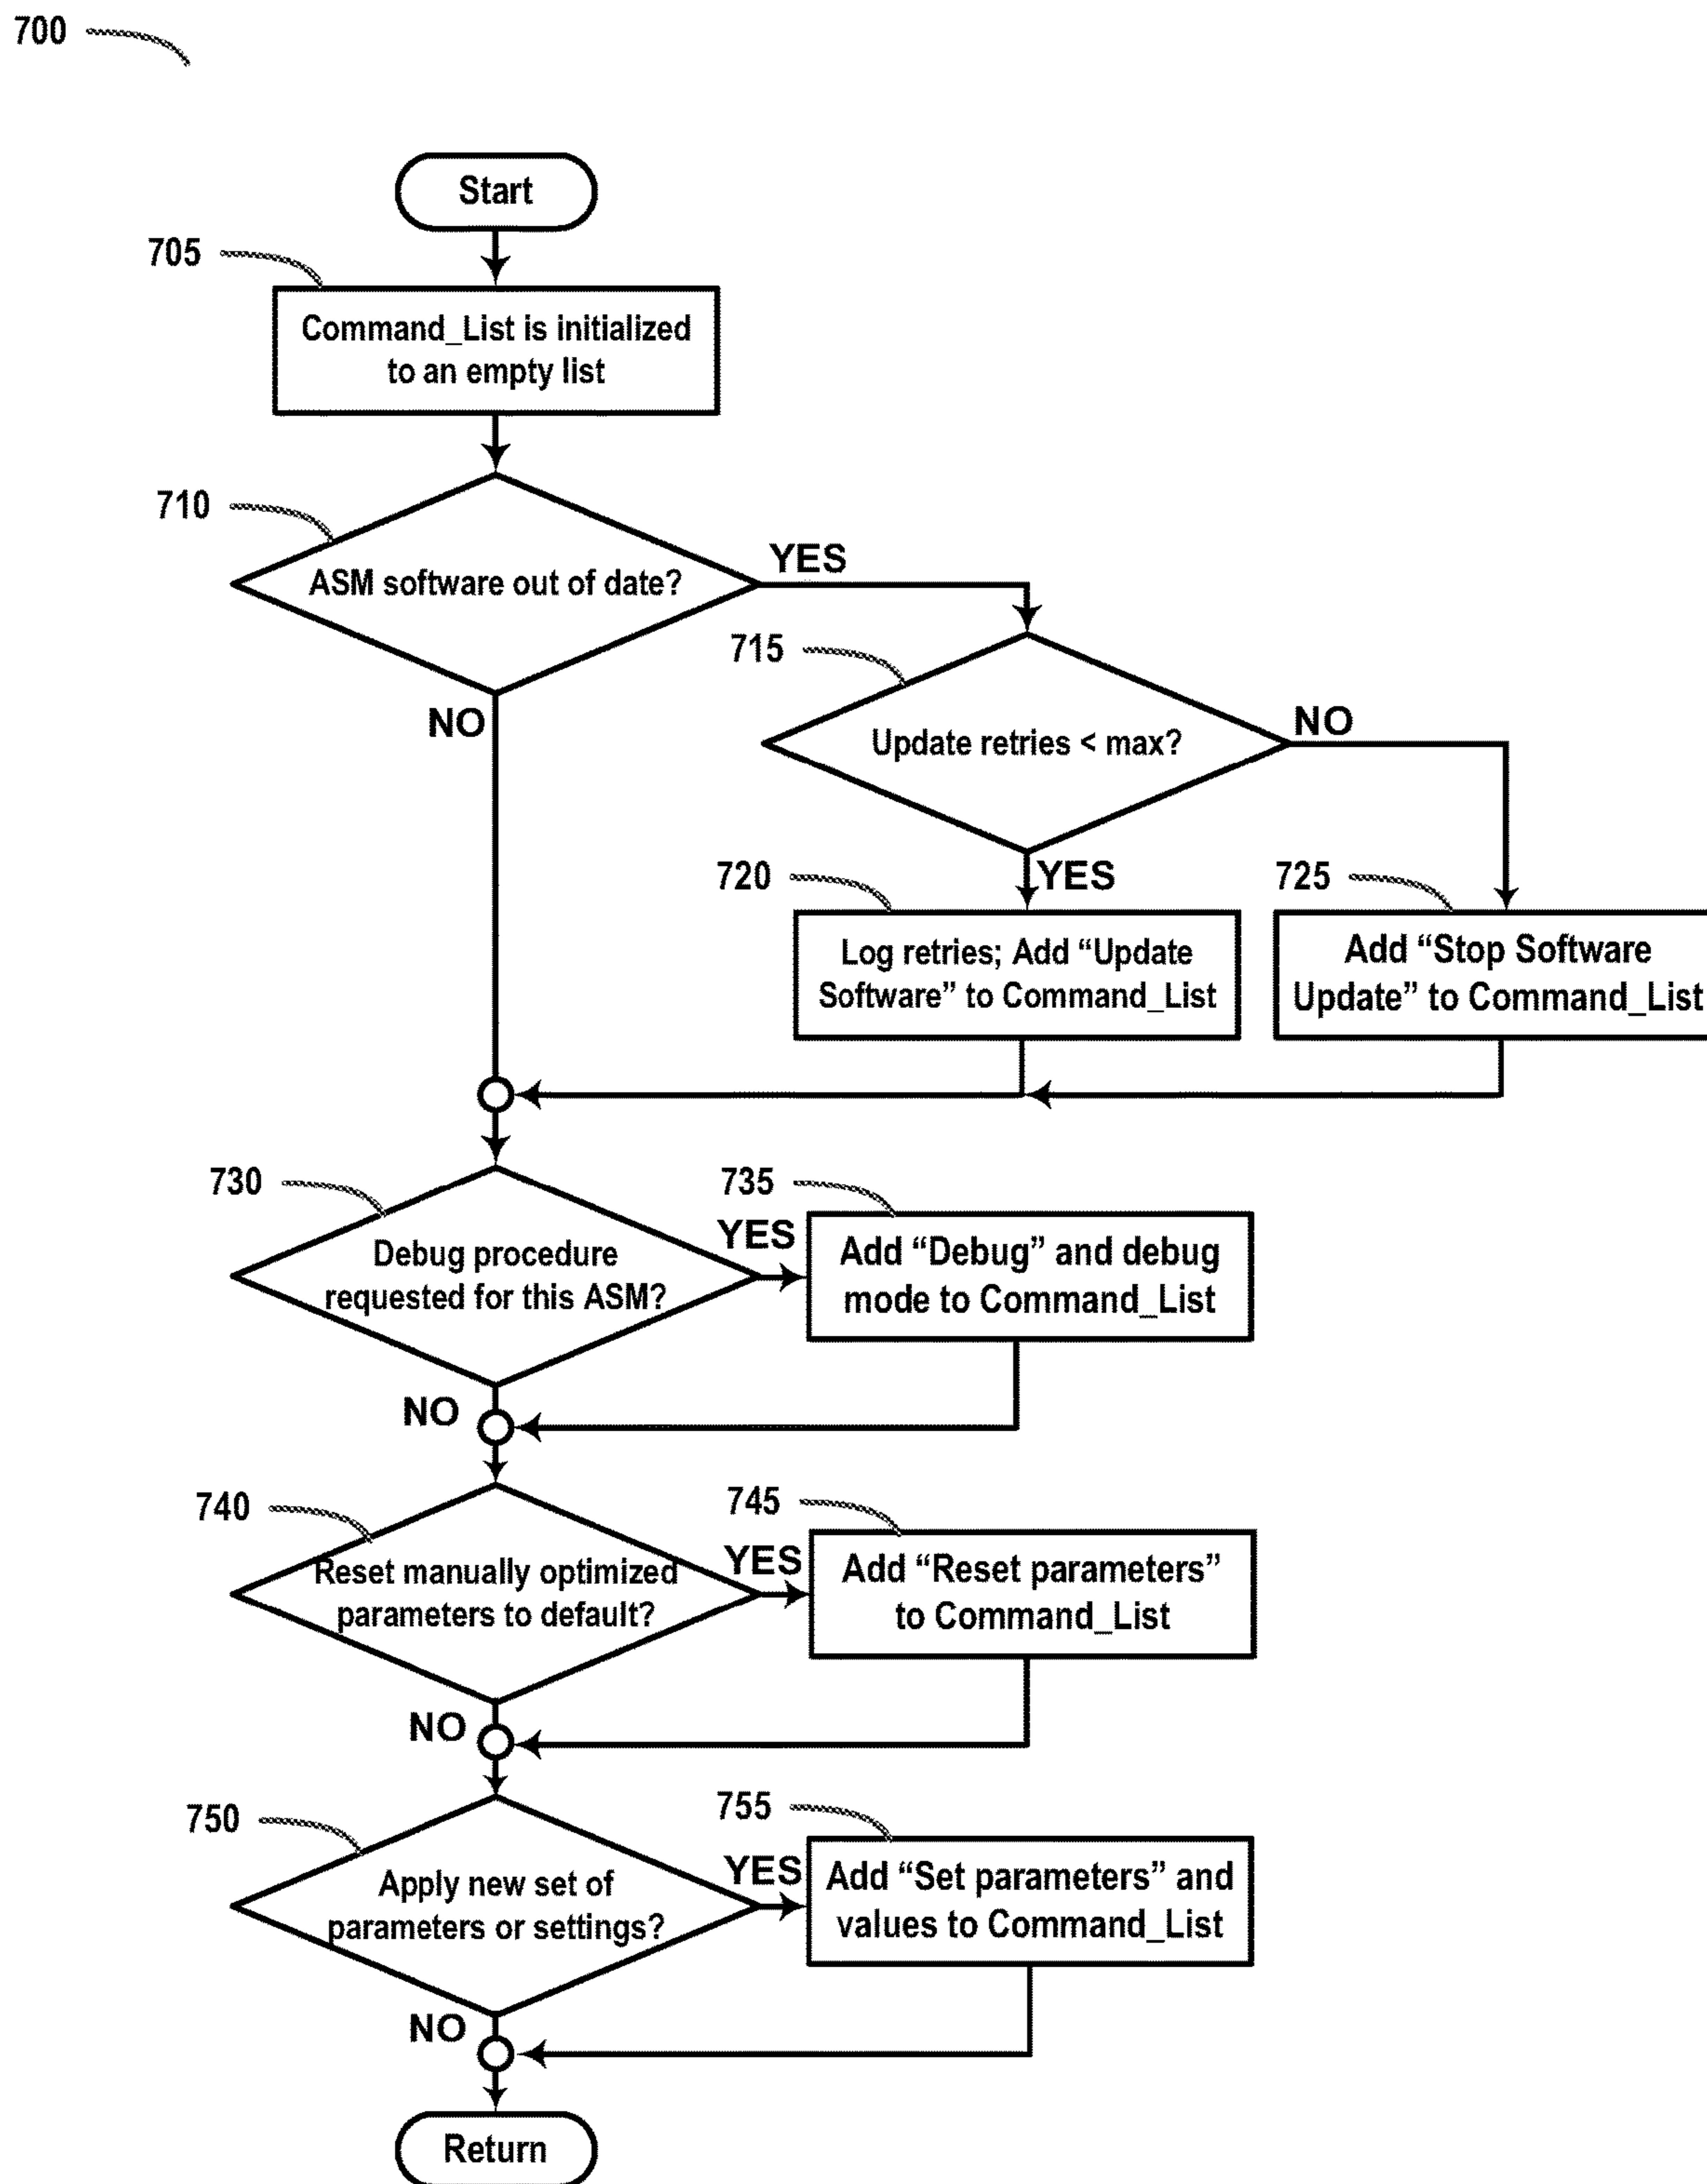 700
Start
705
Command_List is initialized
to an empty list
710
ASM software out of date?
YES
NO
715
Update retries < max?
NO
YES
720
Log retries; Add “Update
Software” to Command_List
725
Add “Stop Software
Update” to Command_List
730
Debug procedure
requested for this ASM?
YES
NO
735
Add “Debug” and debug
mode to Command_List
740
Reset manually optimized
parameters to default?
YES
NO
745
Add “Reset parameters”
to Command_List
750
Apply new set of
parameters or settings?
YES
NO
755
Add “Set parameters” and
values to Command_List
Return